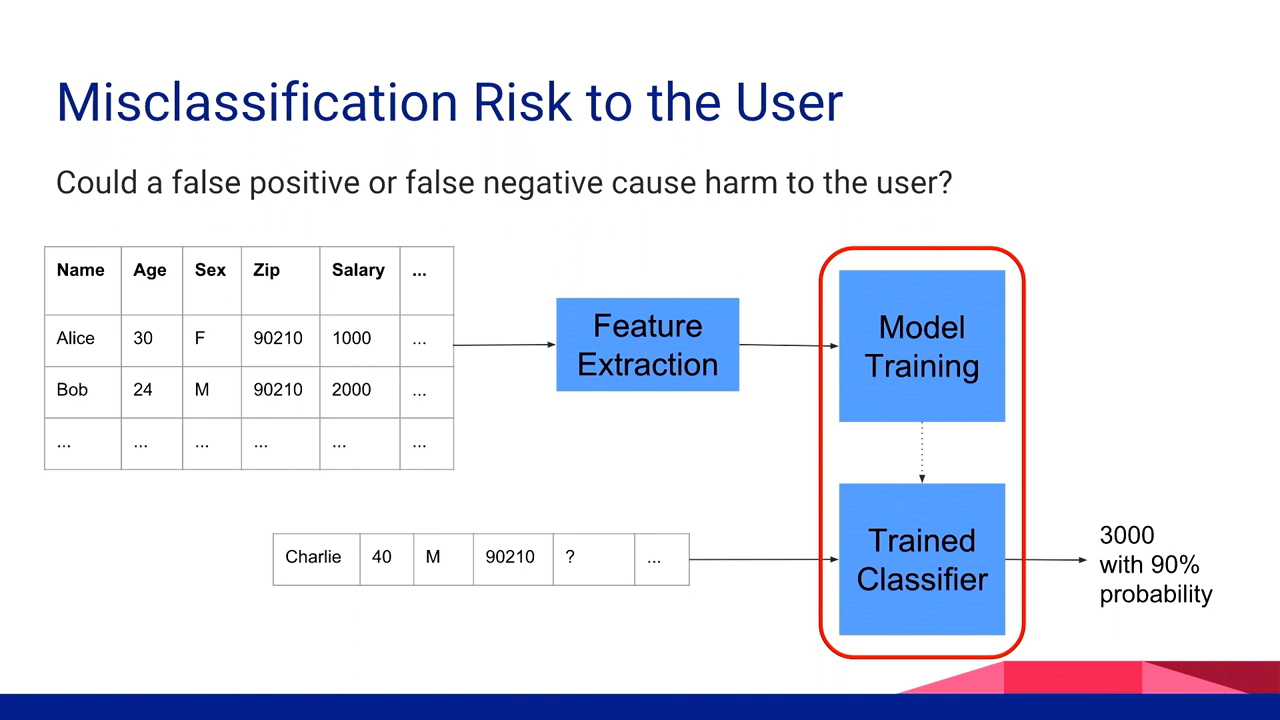 Misclassification Risk to the User
Could a false positive or false negative cause harm to the user?
Name Age Sex Zip Salary ...
Alice 30 F 90210 1000 ...
Bob 24 M 90210 2000 ...
... ... ... ... ... ...
Feature
Extraction
Model
Training
Charlie 40 M 90210 ? ...
Trained
Classifier
3000
with 90%
probability